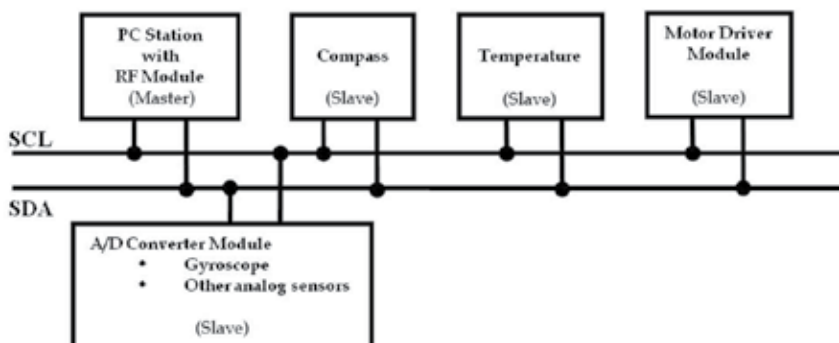 PC Station
with
RF Module
(Master)
Compass
(Slave)
Temperature
(Slave)
Motor Driver
Module
(Slave)
SCL
SDA
A/D Converter Module
• Gyroscope
• Other analog sensors
(Slave)